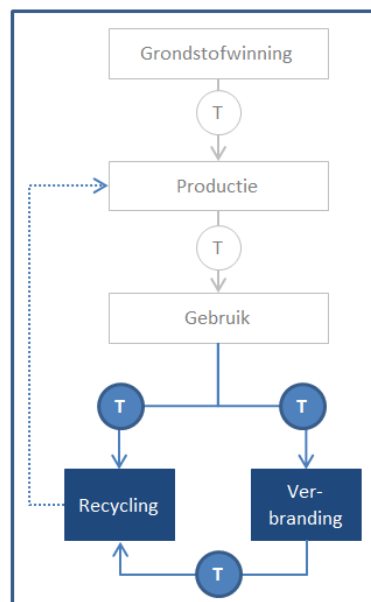 Grondstofwinning
T
Productie
T
Gebruik
T
T
Recycling
Ver-
branding
T